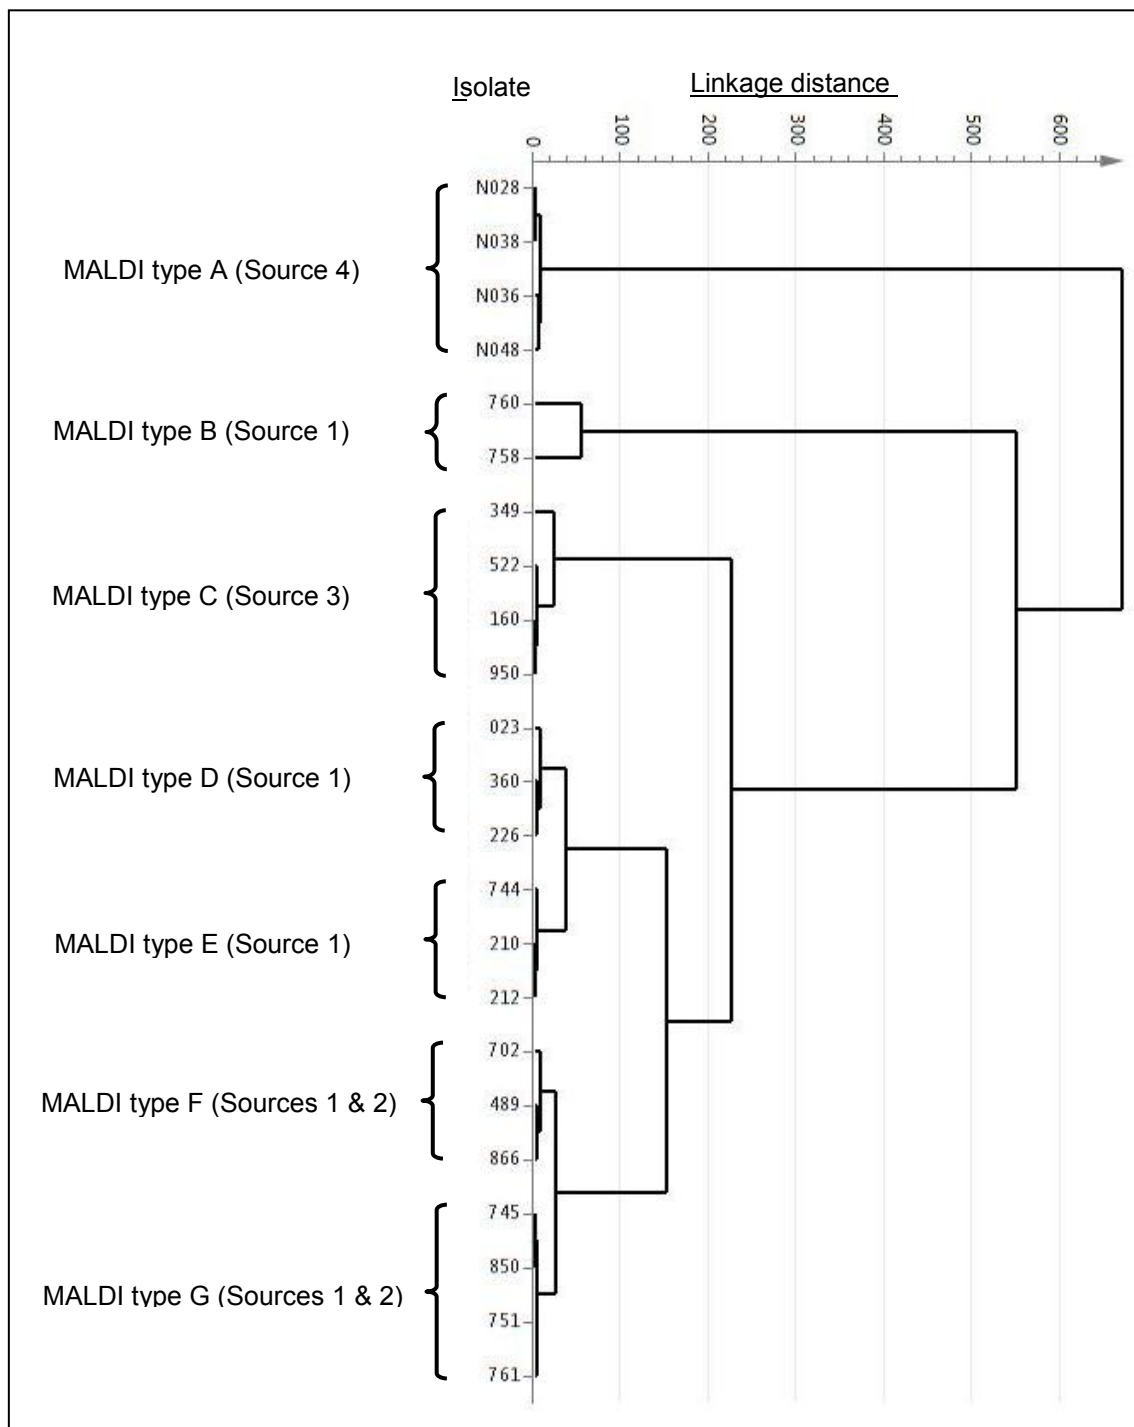 Isolate Linkage distance
0 100 200 300 400 500 600
N028
N038
MALDI type A (Source 4)
N036
N048
760
MALDI type B (Source 1)
758
349
522
MALDI type C (Source 3)
160
950
023
MALDI type D (Source 1)
360
226
744
MALDI type E (Source 1)
210
212
702
MALDI type F (Sources 1 & 2)
489
866
745
850
MALDI type G (Sources 1 & 2)
751
761